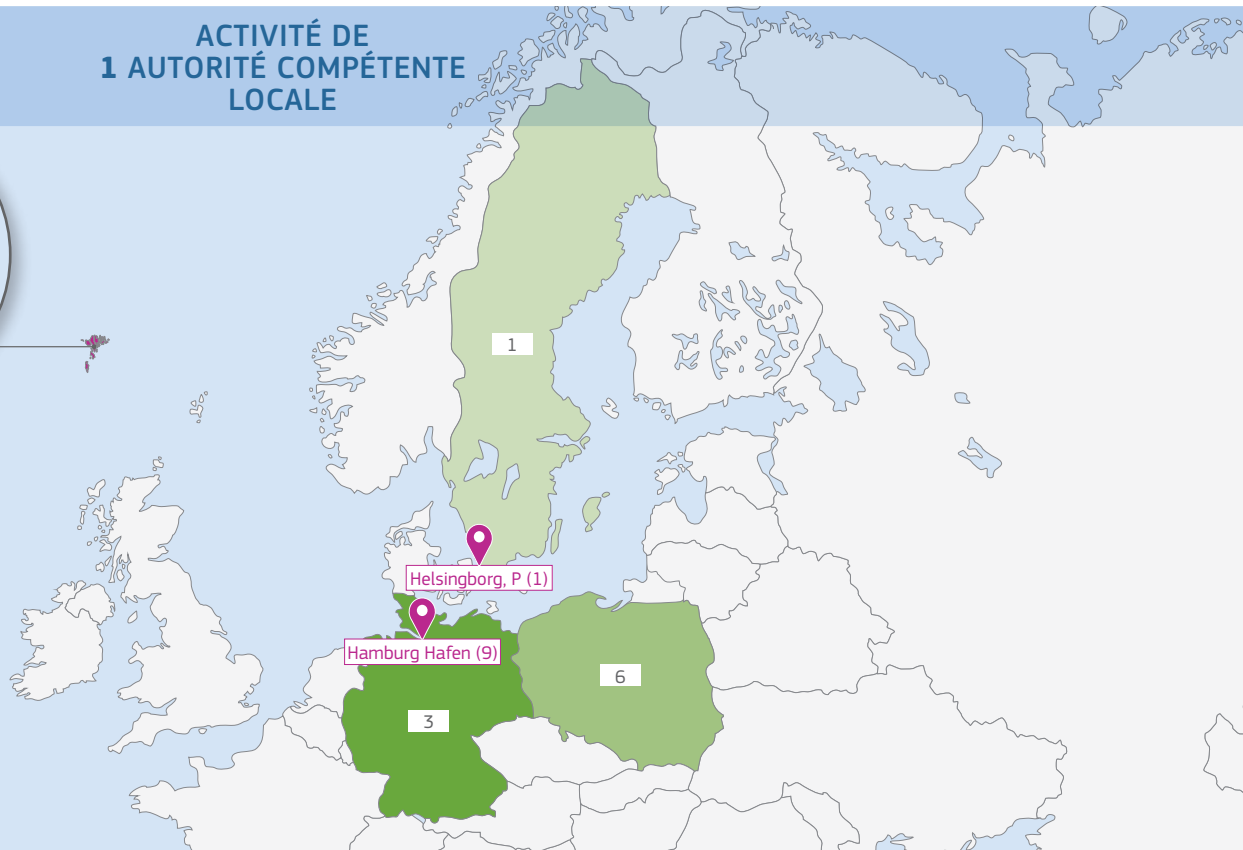 ACTIVITÉ DE
1 AUTORITÉ COMPÉTENTE
LOCALE
1
Helsingborg, P (1)
Hamburg Hafen (9)
6
3